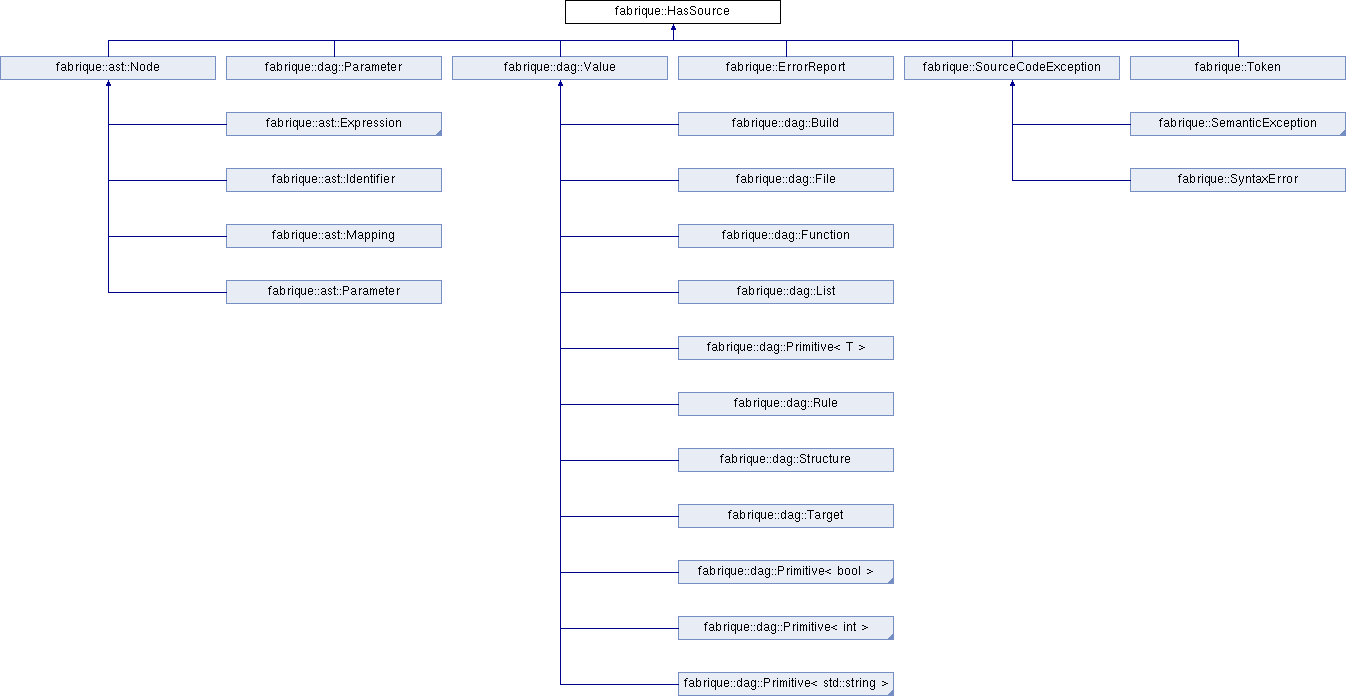 fabrique::HasSource
fabrique::ast::Node
fabrique::dag::Parameter
fabrique::dag::Value
fabrique::ErrorReport
fabrique::SourceCodeException
fabrique::Token
fabrique::ast::Expression
fabrique::dag::Build
fabrique::SemanticException
fabrique::ast::Identifier
fabrique::dag::File
fabrique::SyntaxError
fabrique::ast::Mapping
fabrique::dag::Function
fabrique::ast::Parameter
fabrique::dag::List
fabrique::dag::Primitive< T >
fabrique::dag::Rule
fabrique::dag::Structure
fabrique::dag::Target
fabrique::dag::Primitive< bool >
fabrique::dag::Primitive< int >
fabrique::dag::Primitive< std::string >